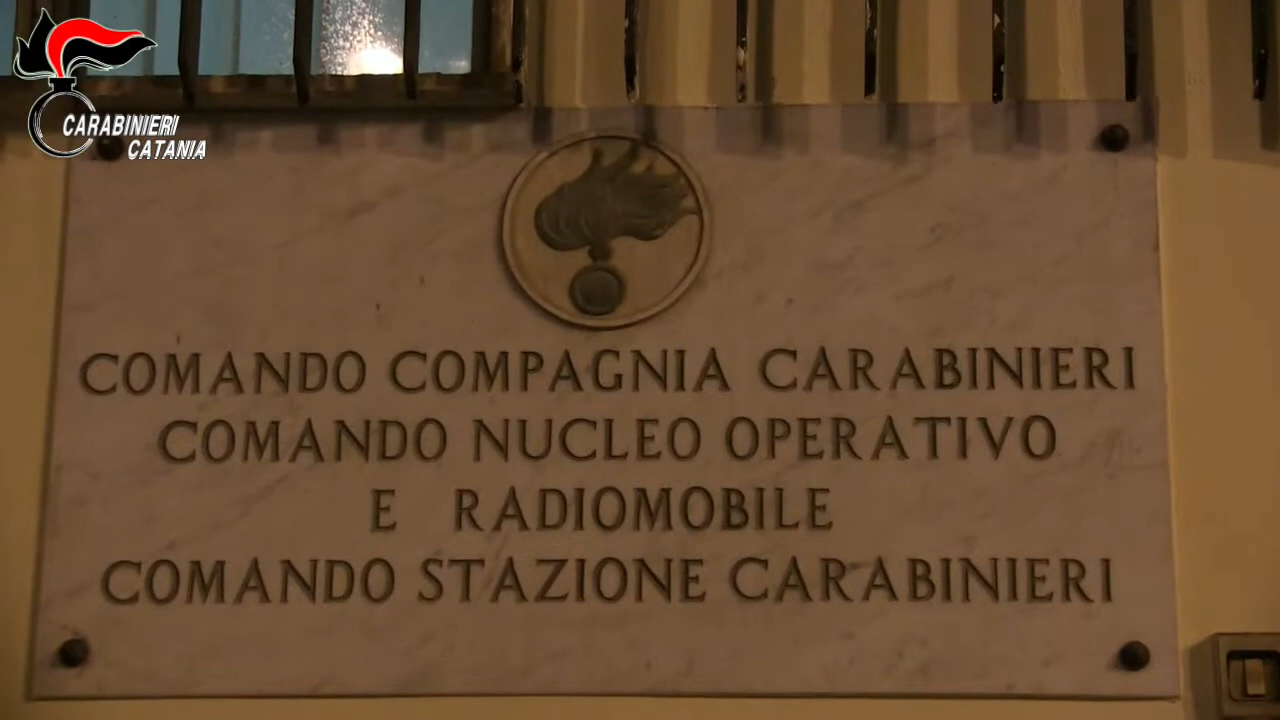 CARABINIERI
CATANIA
COMANDO COMPAGNIA CARABINIERI
COMANDO NUCLEO OPERATIVO
E RADIOMOBILE
COMANDO STAZIONE CARABINIERI